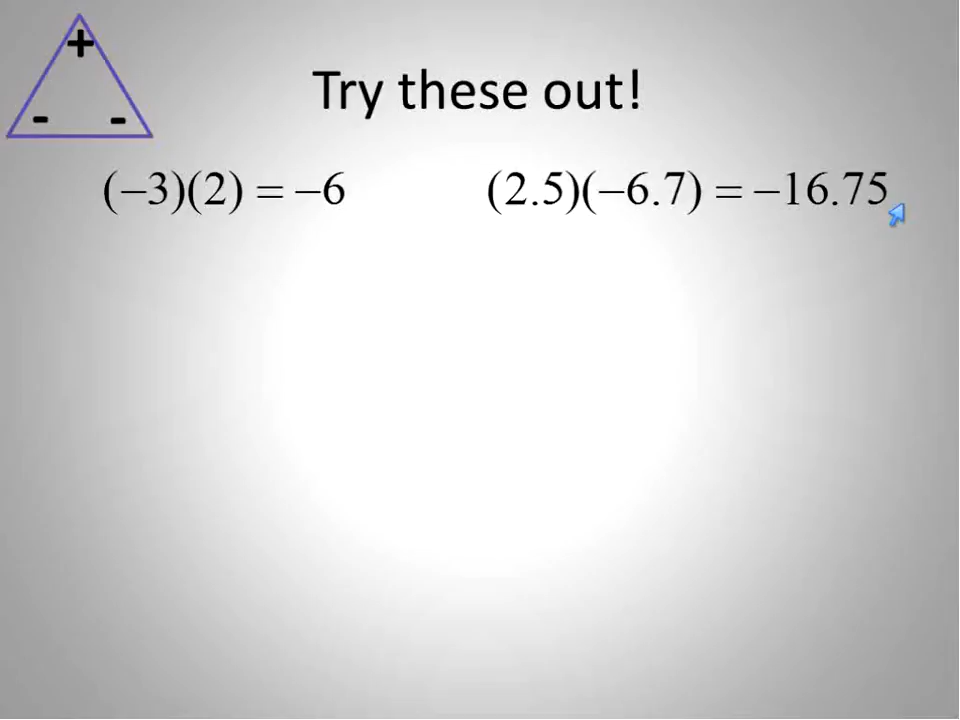 +
- -
Try these out!
(−3)(2) = −6
(2.5)(−6.7) = −16.75